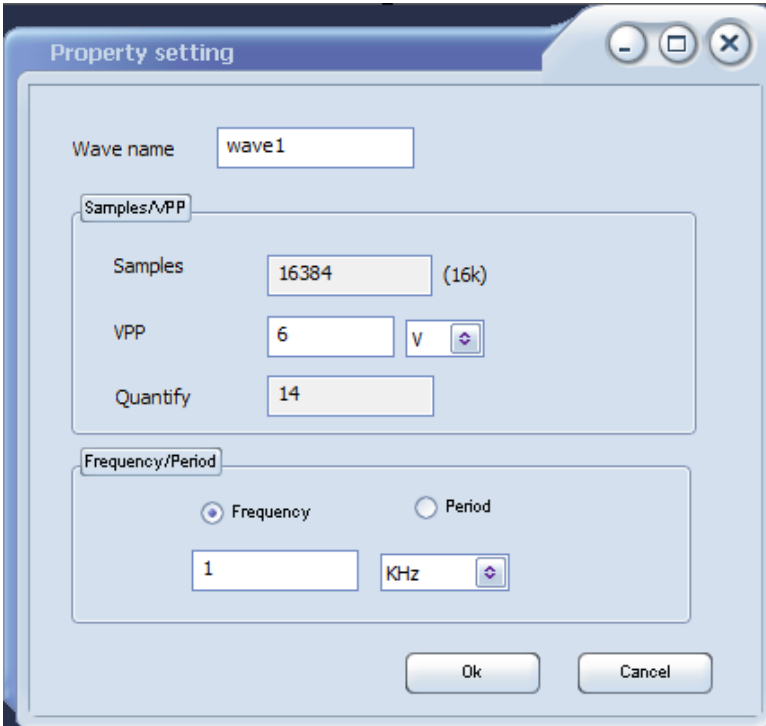 Property setting
Wave name wave1
Samples/VPP
Samples 16384 (16k)
VPP 6 V
Quantify 14
Frequency/Period
Frequency Period
1 KHz
Ok Cancel